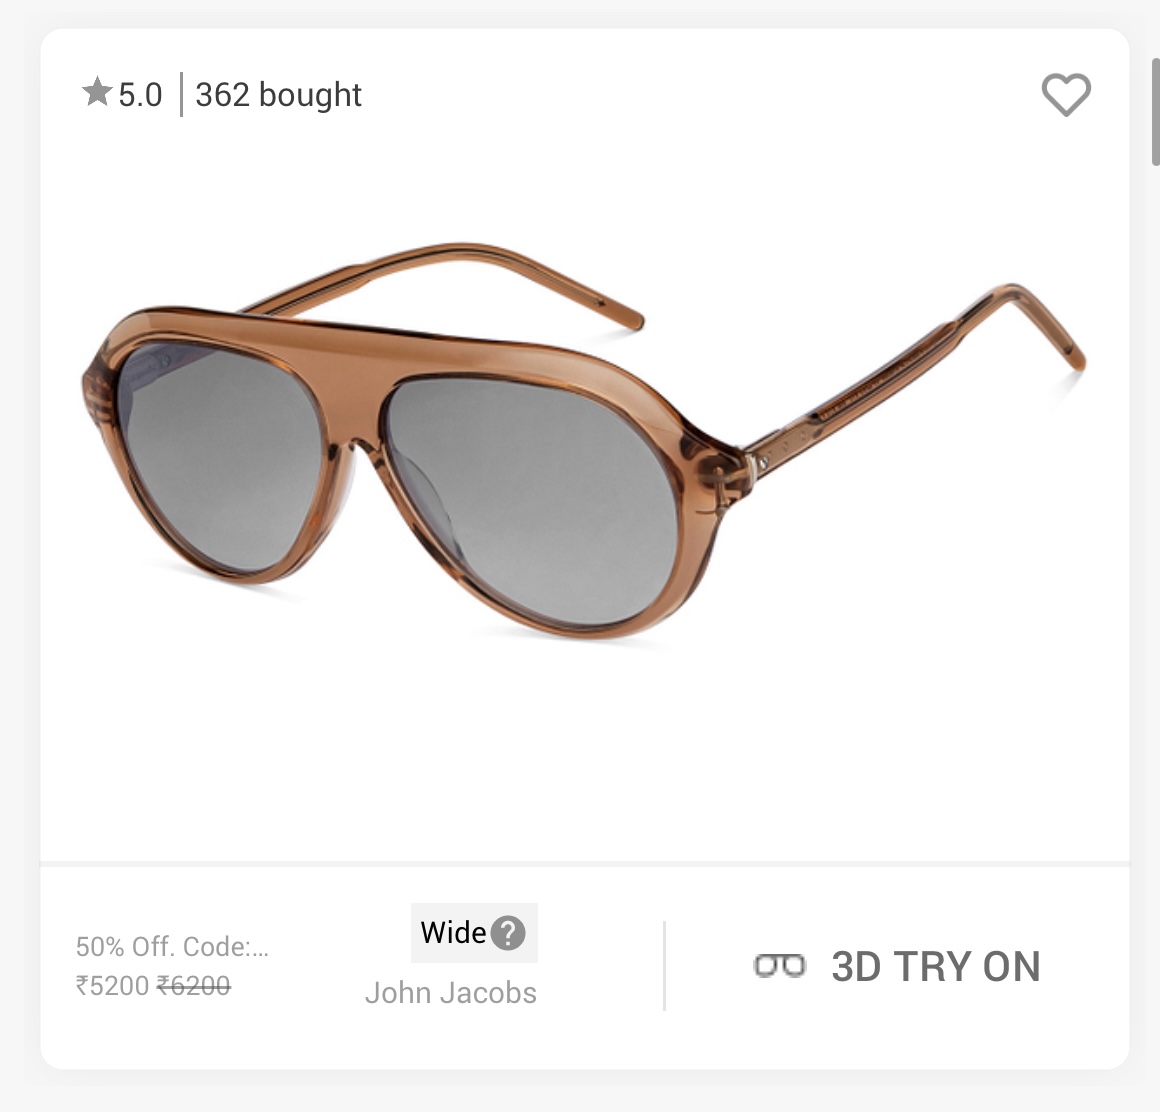 5.0 | 362 bought
50% Off. Code:...
₹5200 ₹6200
Wide ?
John Jacobs
3D TRY ON